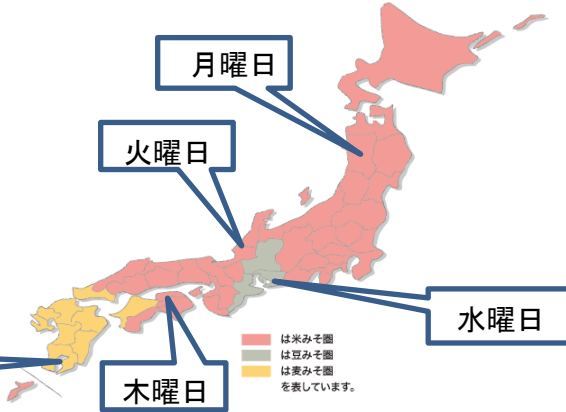 月曜日
火曜日
水曜日
は米みそ圏
は豆みそ圏
は麦みそ圏
を表しています。
木曜日